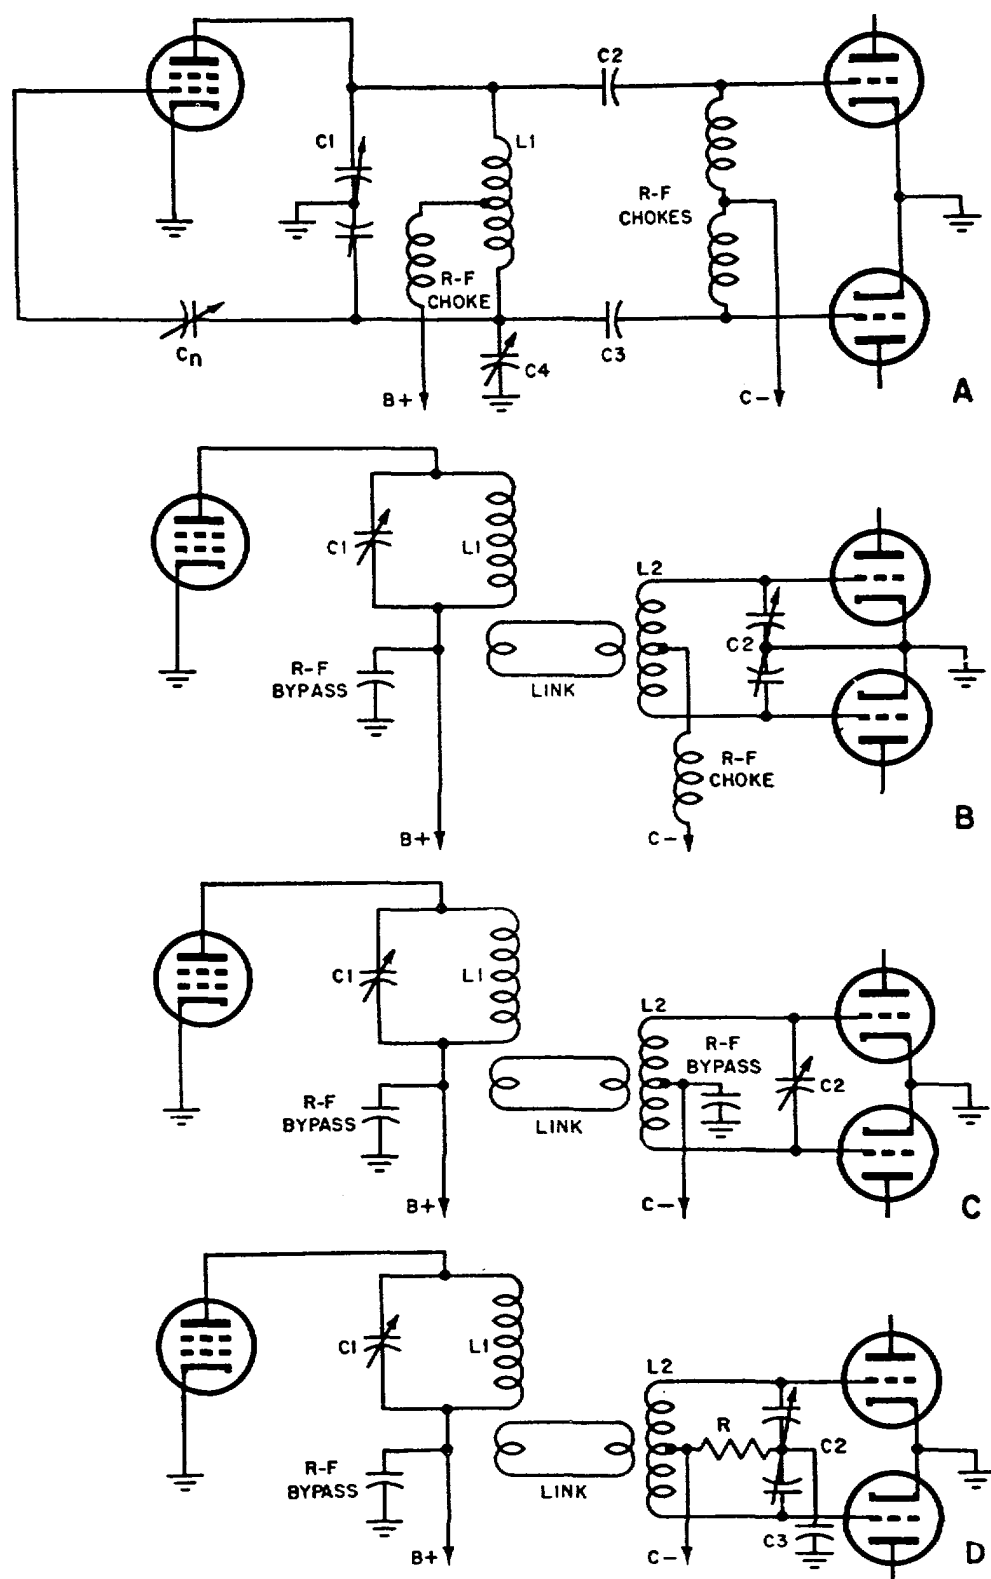 C2
C1
L1
R-F
CHOKES
R-F
CHOKE
Cn
C3
C4
B+
C-
A
C1
L1
L2
R-F
BYPASS
LINK
C2
R-F
CHOKE
B+
C-
B
C1
L1
L2
R-F
BYPASS
C2
R-F
BYPASS
LINK
B+
C-
C
C1
L1
L2
R
C2
R-F
BYPASS
LINK
C3
B+
C-
D